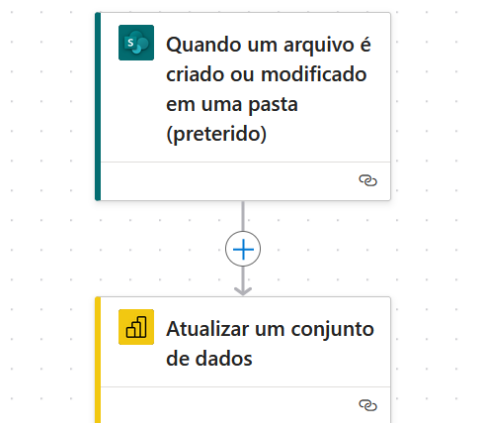 Quando um arquivo é
criado ou modificado
em uma pasta
(preterido)
Atualizar um conjunto
de dados